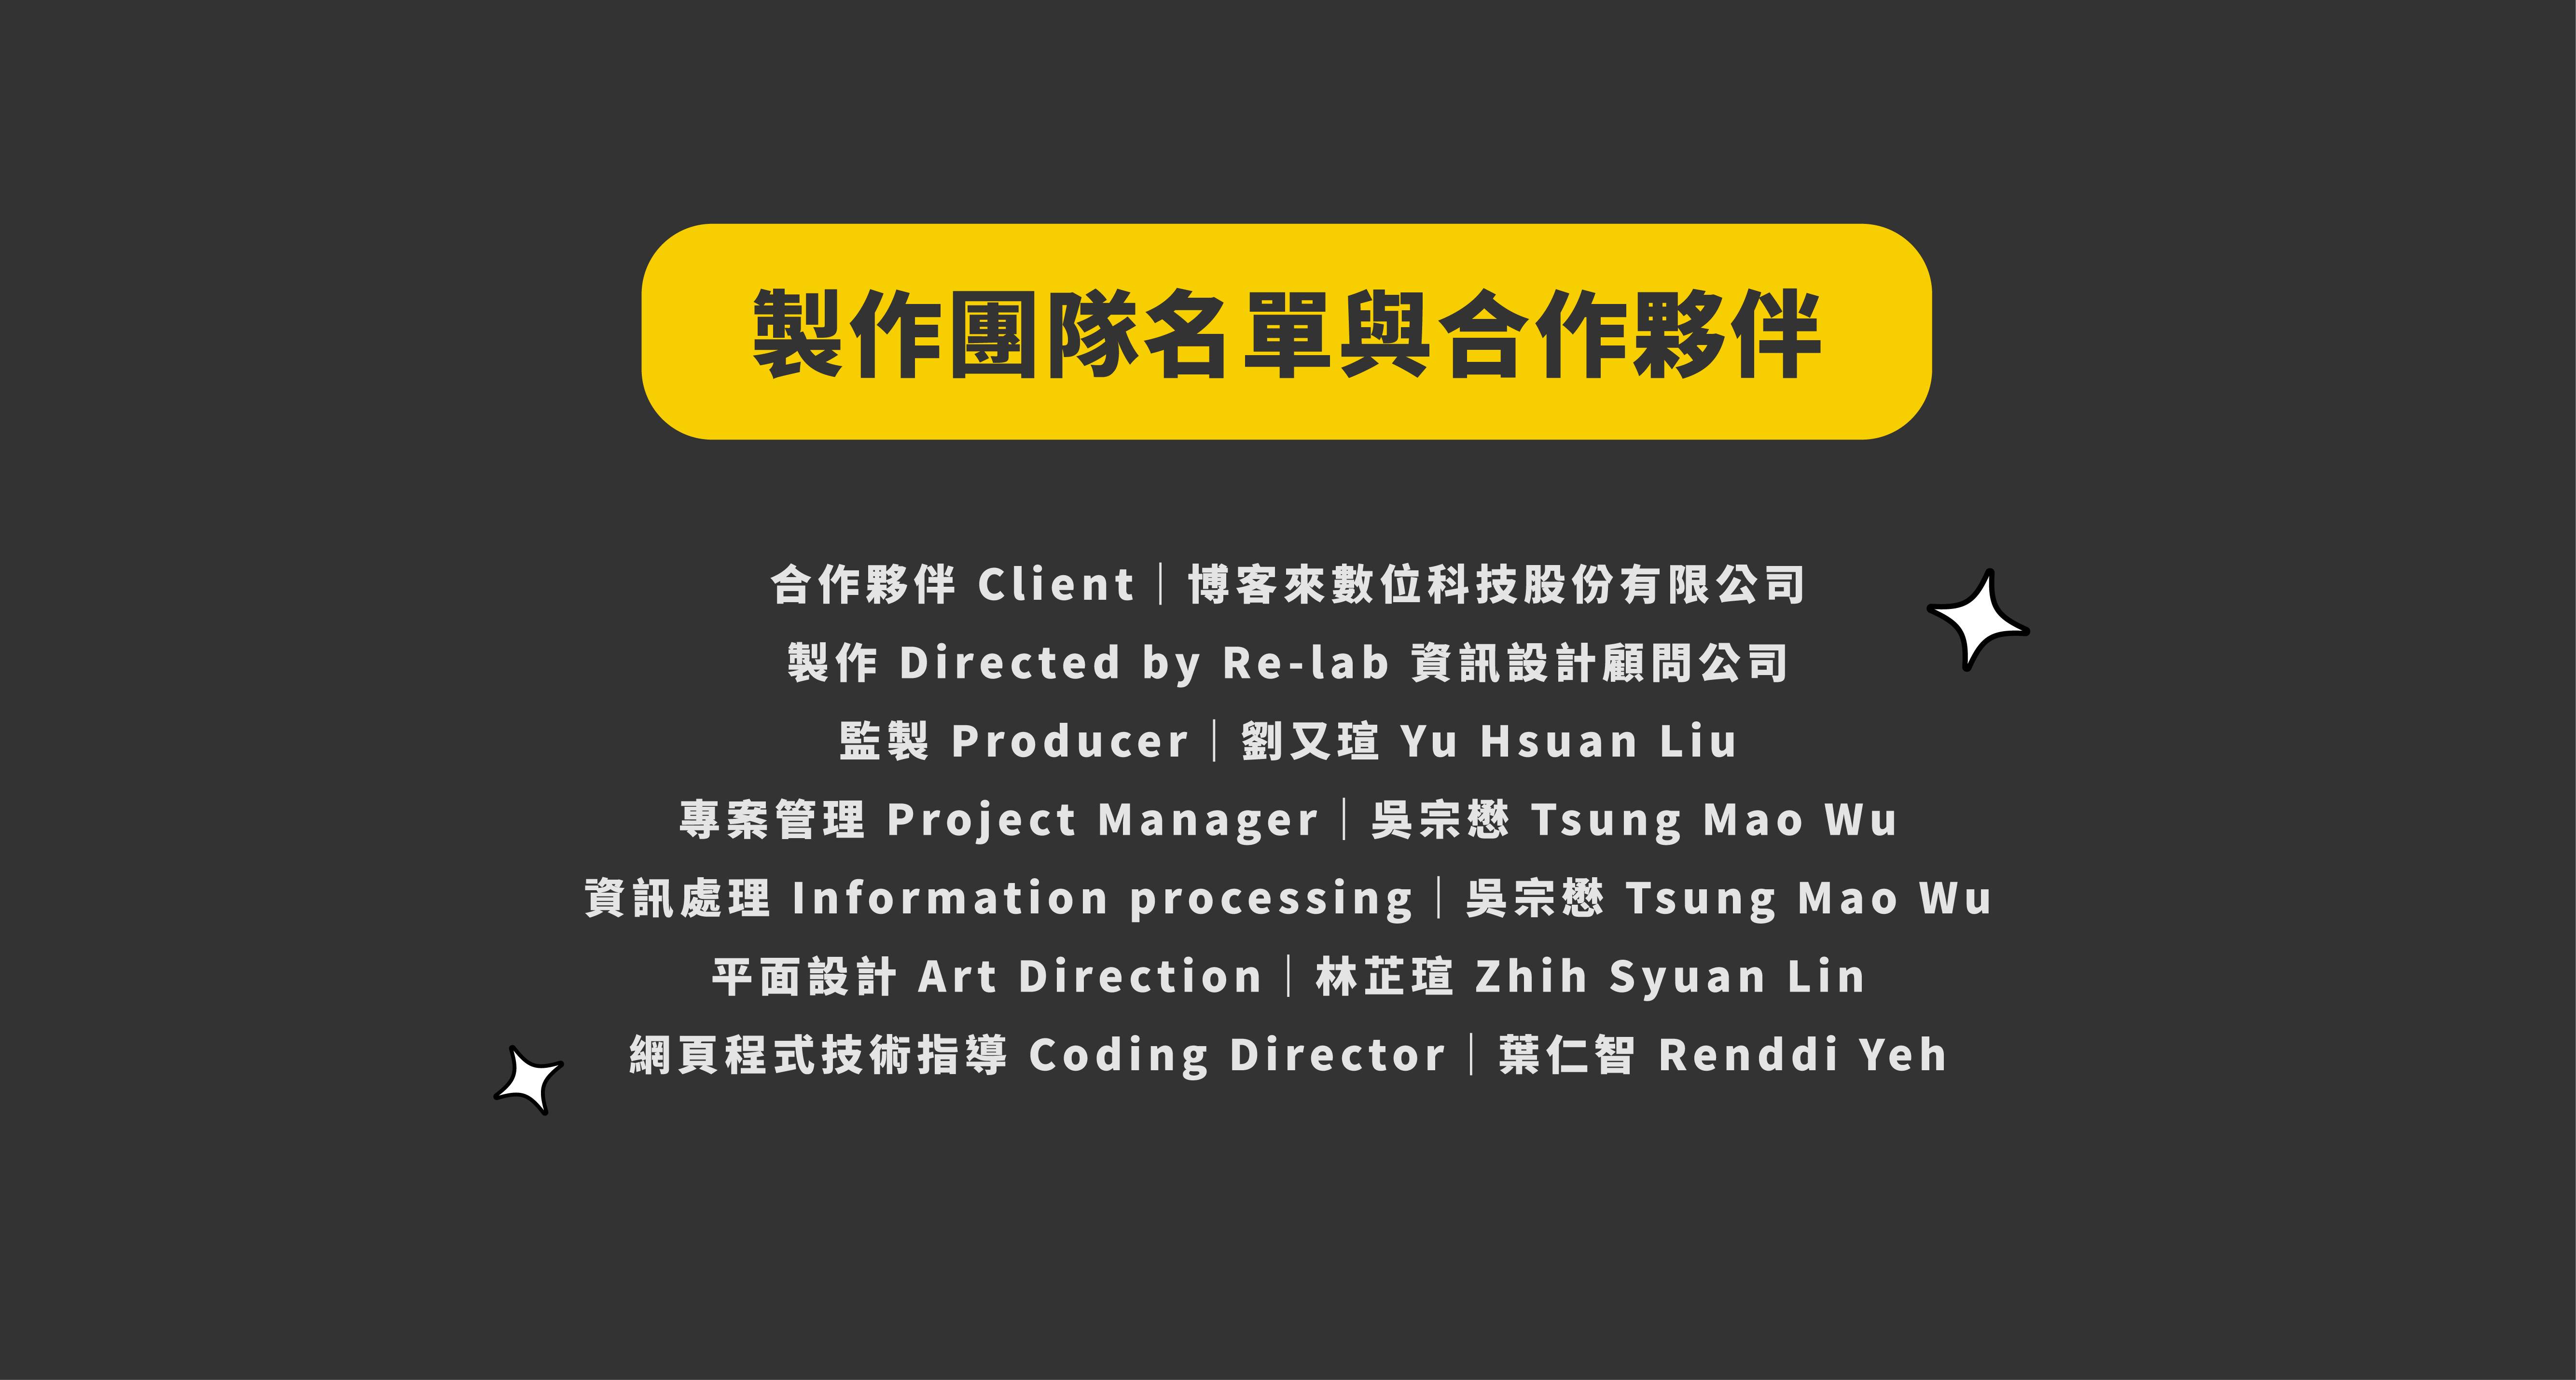 製作團隊名單與合作夥伴
合作夥伴 Client｜博客來數位科技股份有限公司
製作 Directed by Re-lab 資訊設計顧問公司
監製 Producer｜劉又瑄 Yu Hsuan Liu
專案管理 Project Manager｜吳宗懋 Tsung Mao Wu
資訊處理 Information processing｜吳宗懋 Tsung Mao Wu
平面設計 Art Direction｜林芷瑄 Zhih Syuan Lin
網頁程式技術指導 Coding Director｜葉仁智 Renddi Yeh